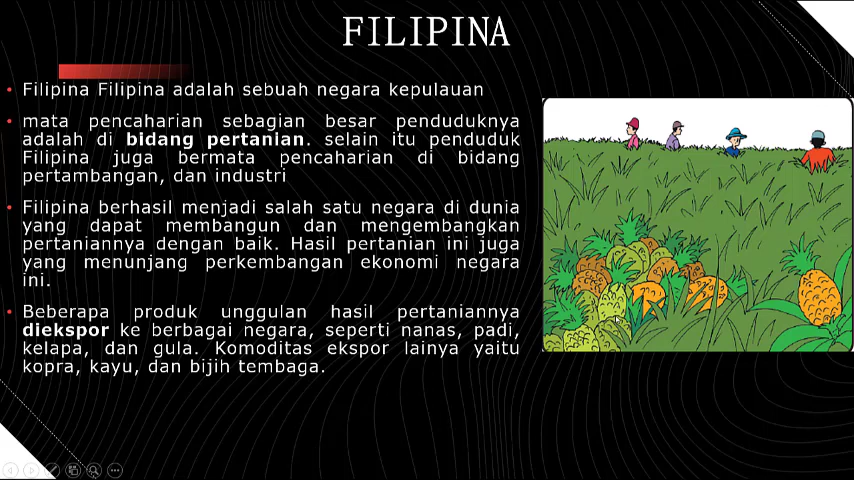 FILIPINA
• Filipina Filipina adalah sebuah negara kepulauan
• mata pencaharian sebagian besar penduduknya
adalah di bidang pertanian. selain itu penduduk
Filipina juga bermata pencaharian di bidang
pertambangan, dan industri
• Filipina berhasil menjadi salah satu negara di dunia
yang dapat membangun dan mengembangkan
pertaniannya dengan baik. Hasil pertanian ini juga
yang menunjang perkembangan ekonomi negara
ini.
• Beberapa produk unggulan hasil pertaniannya
diekspor ke berbagai negara, seperti nanas, padi,
kelapa, dan gula. Komoditas ekspor lainya yaitu
kopra, kayu, dan bijih tembaga.